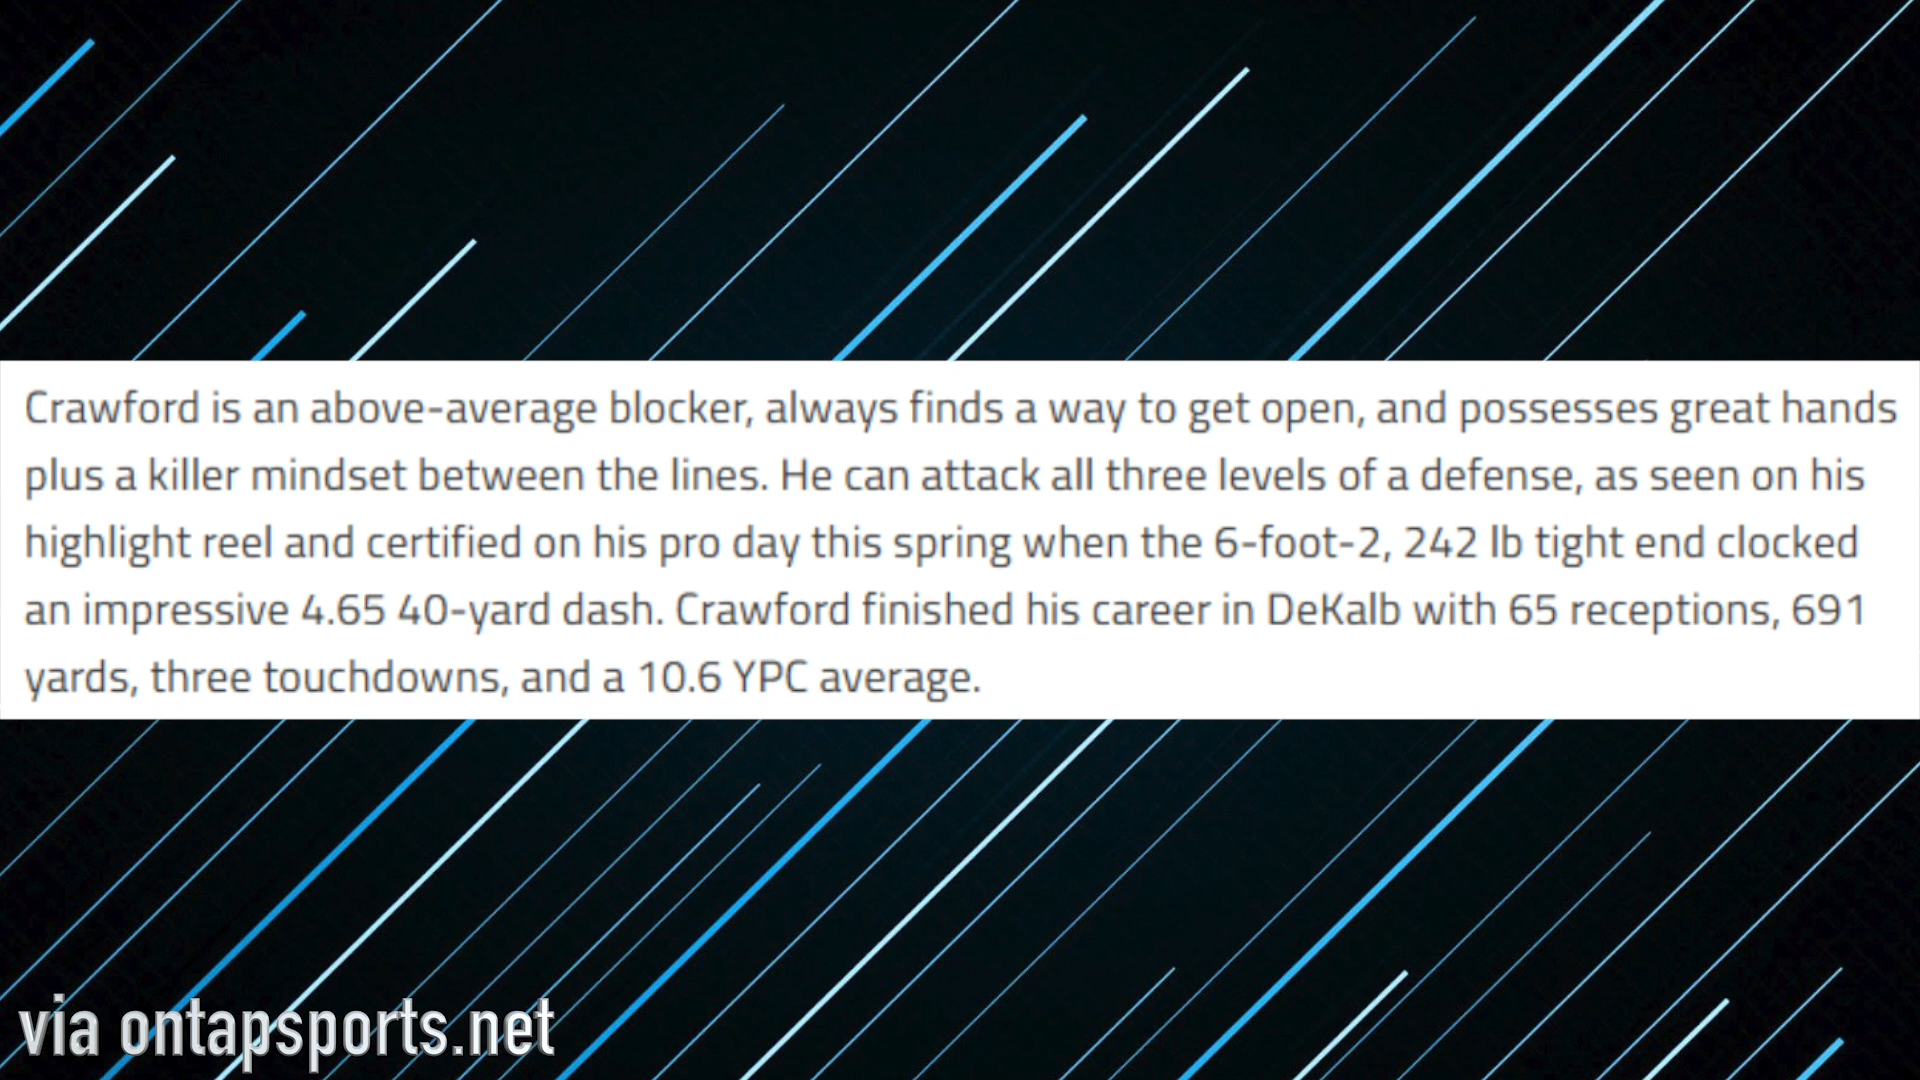 Crawford is an above-average blocker, always finds a way to get open, and possesses great hands
plus a killer mindset between the lines. He can attack all three levels of a defense, as seen on his
highlight reel and certified on his pro day this spring when the 6-foot-2, 242 lb tight end clocked
an impressive 4.65 40-yard dash. Crawford finished his career in DeKalb with 65 receptions, 691
yards, three touchdowns, and a 10.6 YPC average.
via ontapsports.net